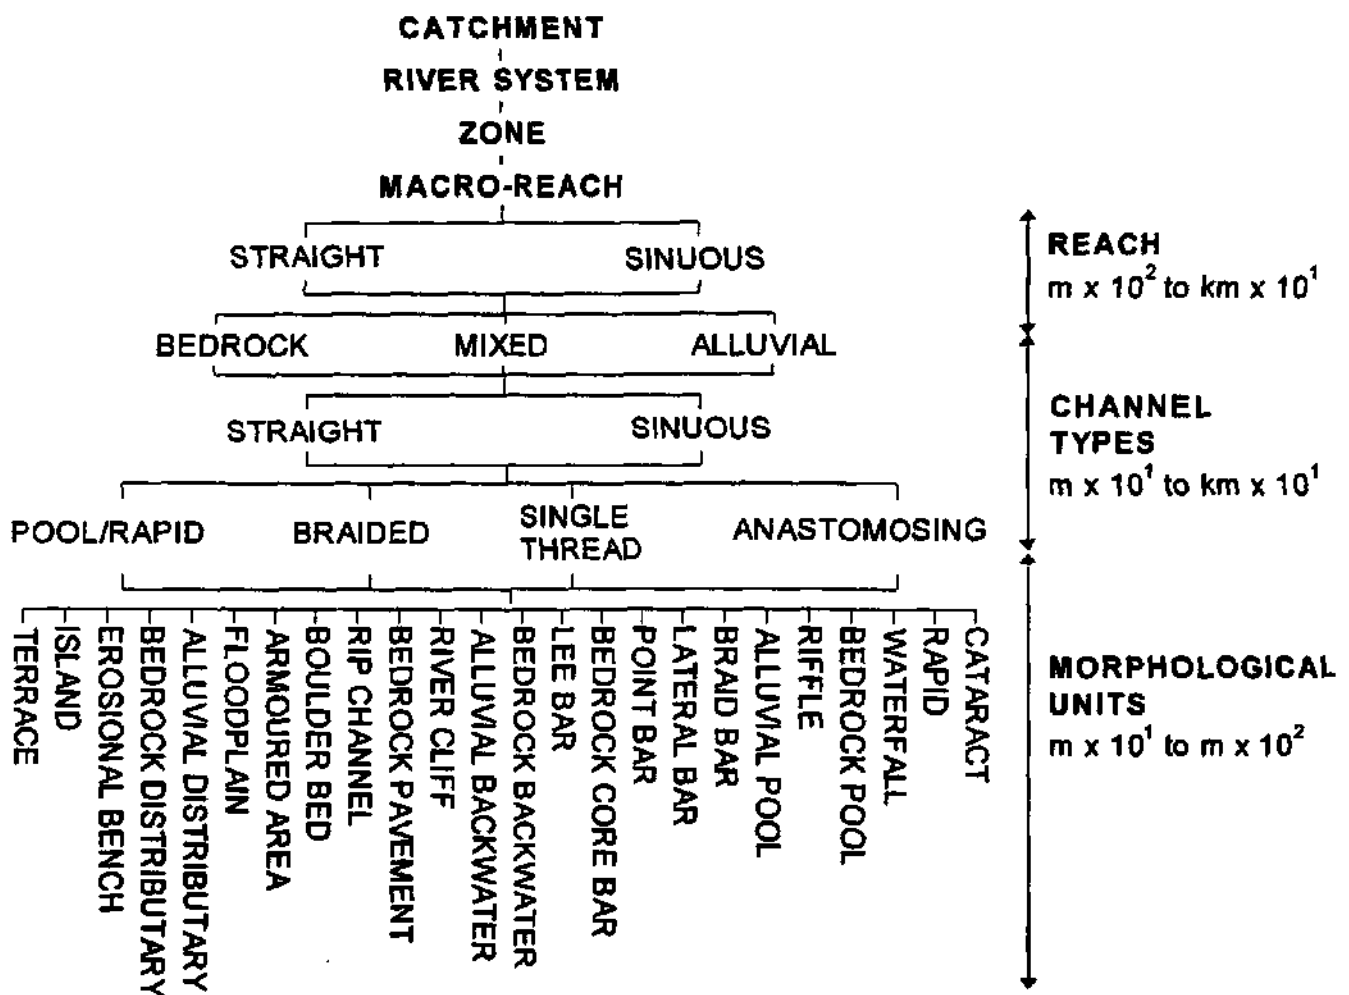 CATCHMENT
RIVER SYSTEM
ZONE
MACRO-REACH
STRAIGHT
SINUOUS
REACH
m x 10² to km x 10¹
BEDROCK
MIXED
ALLUVIAL
STRAIGHT
SINUOUS
CHANNEL
TYPES
m x 10¹ to km x 10¹
POOL/RAPID
BRAIDED
SINGLE
THREAD
ANASTOMOSING
TERRACE
ISLAND
EROSIONAL BENCH
BEDROCK DISTRIBUTARY
ALLUVIAL DISTRIBUTARY
FLOODPLAIN
ARMOURED AREA
BOULDER BED
RIP CHANNEL
BEDROCK PAVEMENT
RIVER CLIFF
ALLUVIAL BACKWATER
BEDROCK BACKWATER
LEE BAR
BEDROCK CORE BAR
POINT BAR
LATERAL BAR
BRAID BAR
ALLUVIAL POOL
RIFFLE
BEDROCK POOL
WATERFALL
RAPID
CATARACT
MORPHOLOGICAL
UNITS
m x 10¹ to m x 10²